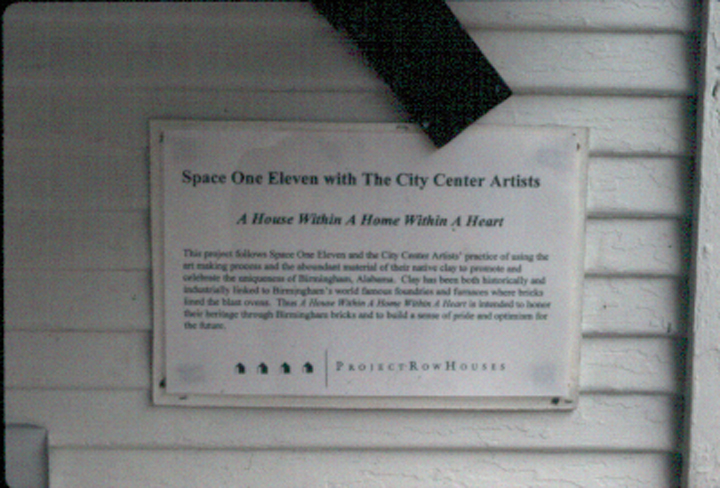 Space One Eleven with The City Center Artists
A House Within A Home Within A Heart
This project follows Space One Eleven and the City Center Artists' practice of using the
art making process and the abundant material of their native clay to promote and
celebrate the uniqueness of Birmingham, Alabama. Clay has been both historically and
industrially linked to Birmingham's world famous foundries and furnaces where bricks
lined the blast ovens. Thus A House Within A Home Within A Heart is intended to honor
their heritage through Birmingham bricks and to build a sense of pride and optimism for
the future.
PROJECTROWHOUSES